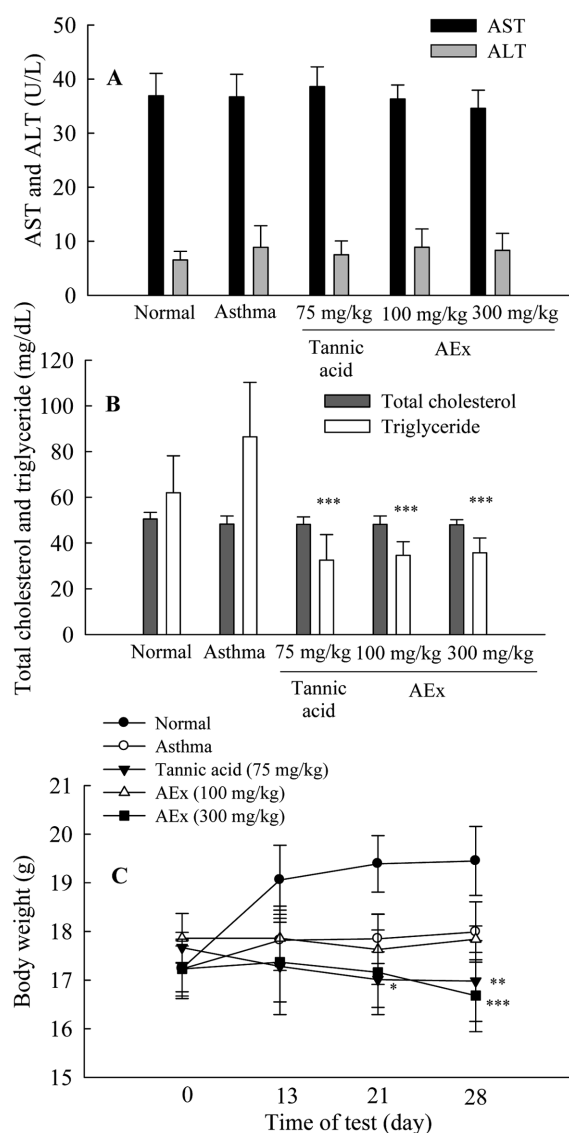 50
40
30
20
10
0
AST and ALT (U/L)
A
AST
ALT
Normal
Asthma
75 mg/kg
100 mg/kg
300 mg/kg
Tannic
acid
AEx
120
100
80
60
40
20
0
Total cholesterol and triglyceride (mg/dL)
B
Total cholesterol
Triglyceride
***
***
***
Normal
Asthma
75 mg/kg
100 mg/kg
300 mg/kg
Tannic
acid
AEx
Normal
Asthma
Tannic acid (75 mg/kg)
AEx (100 mg/kg)
AEx (300 mg/kg)
21
20
19
18
17
16
15
Body weight (g)
C
*
**
***
0
13
21
28
Time of test (day)